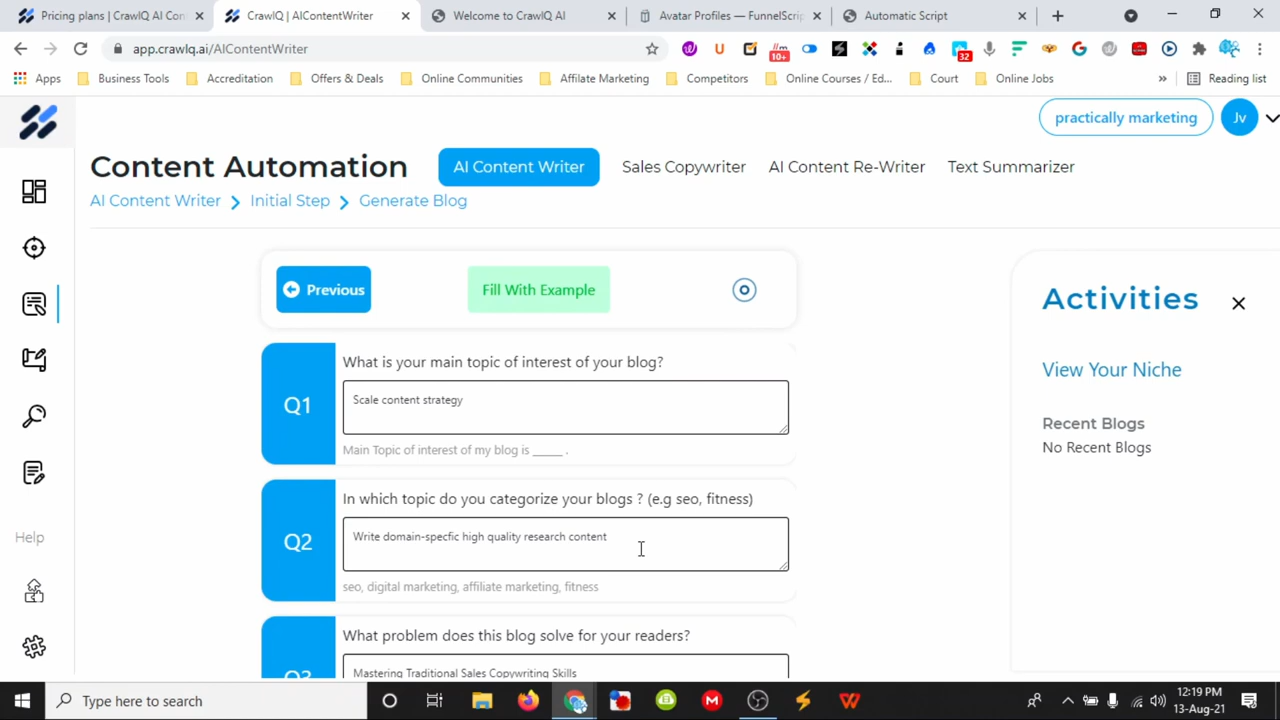 Pricing plans | CrawlQ AI Con
CrawlQ | AIContentWriter
Welcome to CrawlQ AI
Avatar Profiles — FunnelScrip
Automatic Script
app.crawlq.ai/AIContentWriter
10+
32
Apps
Business Tools
Accreditation
Offers & Deals
Online Communities
Affilate Marketing
Competitors
Online Courses / Ed...
Court
Online Jobs
»
Reading list
practically marketing
Jv
Content Automation
AI Content Writer
Sales Copywriter
AI Content Re-Writer
Text Summarizer
AI Content Writer
Initial Step
Generate Blog
Previous
Fill With Example
Activities
View Your Niche
Recent Blogs
No Recent Blogs
Q1
What is your main topic of interest of your blog?
Scale content strategy
Main Topic of interest of my blog is _____ .
Q2
In which topic do you categorize your blogs ? (e.g seo, fitness)
Write domain-specfic high quality research content
seo, digital marketing, affiliate marketing, fitness
Q3
What problem does this blog solve for your readers?
Mastering Traditional Sales Copywriting Skills
Help
Type here to search
12:19 PM
13-Aug-21